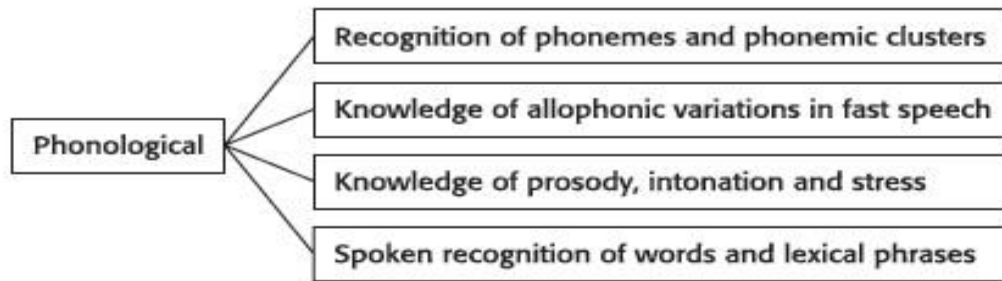 Recognition of phonemes and phonemic clusters
Knowledge of allophonic variations in fast speech
Phonological
Knowledge of prosody, intonation and stress
Spoken recognition of words and lexical phrases